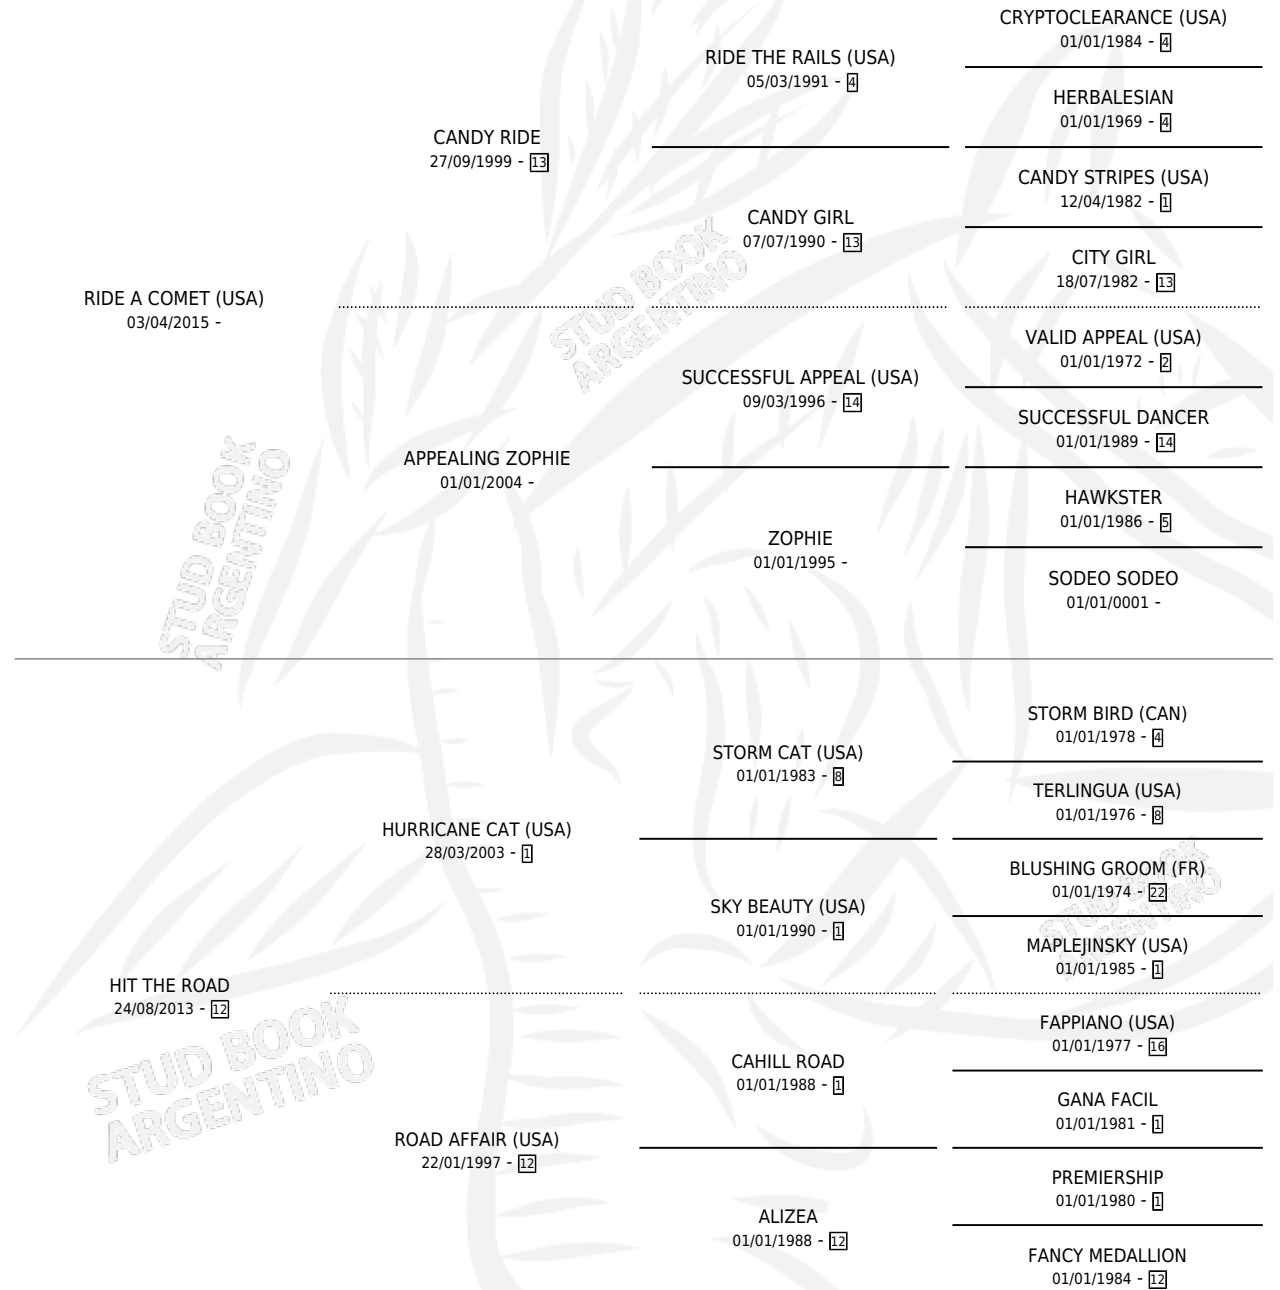 CRYPTOCLEARANCE (USA)
01/01/1984 - 4
RIDE THE RAILS (USA)
05/03/1991 - 4
HERBALESIAN
01/01/1969 - 4
CANDY RIDE
27/09/1999 - 13
CANDY STRIPES (USA)
12/04/1982 - 1
CANDY GIRL
07/07/1990 - 13
CITY GIRL
18/07/1982 - 13
RIDE A COMET (USA)
03/04/2015 -
VALID APPEAL (USA)
01/01/1972 - 2
SUCCESSFUL APPEAL (USA)
09/03/1996 - 14
SUCCESSFUL DANCER
01/01/1989 - 14
APPEALING ZOPHIE
01/01/2004 -
HAWKSTER
01/01/1986 - 5
ZOPHIE
01/01/1995 -
SODEO SODEO
01/01/0001 -
STORM BIRD (CAN)
01/01/1978 - 4
STORM CAT (USA)
01/01/1983 - 8
TERLINGUA (USA)
01/01/1976 - 8
HURRICANE CAT (USA)
28/03/2003 - 1
BLUSHING GROOM (FR)
01/01/1974 - 22
SKY BEAUTY (USA)
01/01/1990 - 1
MAPLEJINSKY (USA)
01/01/1985 - 1
HIT THE ROAD
24/08/2013 - 12
FAPPIANO (USA)
01/01/1977 - 16
CAHILL ROAD
01/01/1988 - 1
GANA FACIL
01/01/1981 - 1
ROAD AFFAIR (USA)
22/01/1997 - 12
PREMIERSHIP
01/01/1980 - 1
ALIZEA
01/01/1988 - 12
FANCY MEDALLION
01/01/1984 - 12
STUD BOOK
ARGENTINO
STUD BOOK
ARGENTINO
STUD BOOK
ARGENTINO
STUD BOOK
ARGENTINO